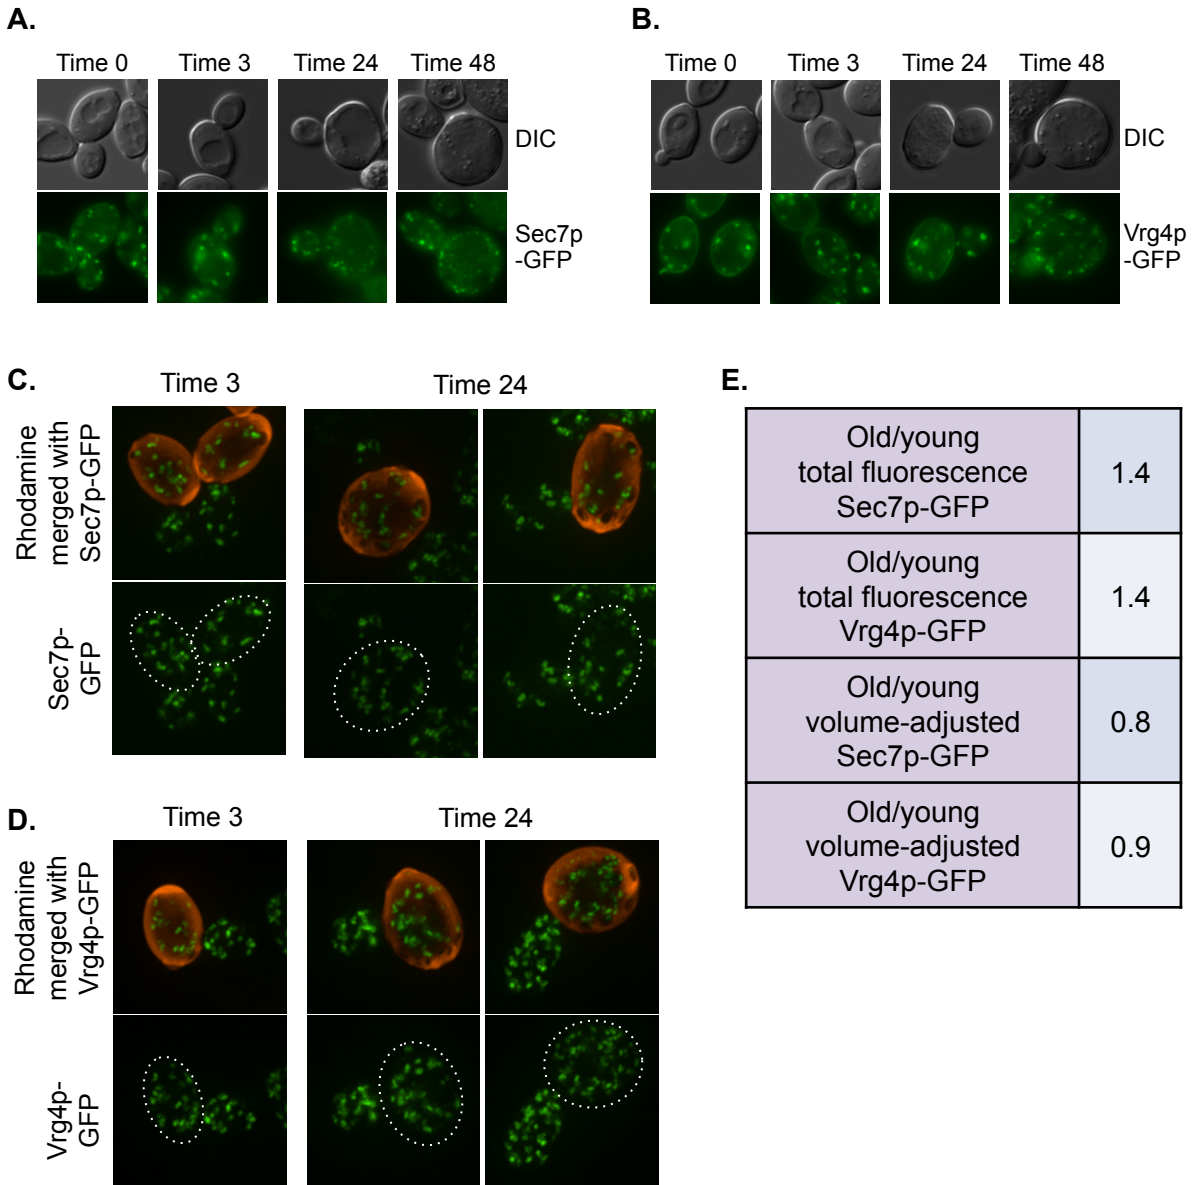 A.
Time 0 Time 3 Time 24 Time 48
DIC
Sec7p
-GFP
B.
Time 0 Time 3 Time 24 Time 48
DIC
Vrg4p
-GFP
C.
Time 3 Time 24
Rhodamine
merged with
Sec7p-GFP
Sec7p-
GFP
D.
Time 3 Time 24
Rhodamine
merged with
Vrg4p-GFP
Vrg4p-
GFP
E.
Old/young
total fluorescence
Sec7p-GFP
1.4
Old/young
total fluorescence
Vrg4p-GFP
1.4
Old/young
volume-adjusted
Sec7p-GFP
0.8
Old/young
volume-adjusted
Vrg4p-GFP
0.9